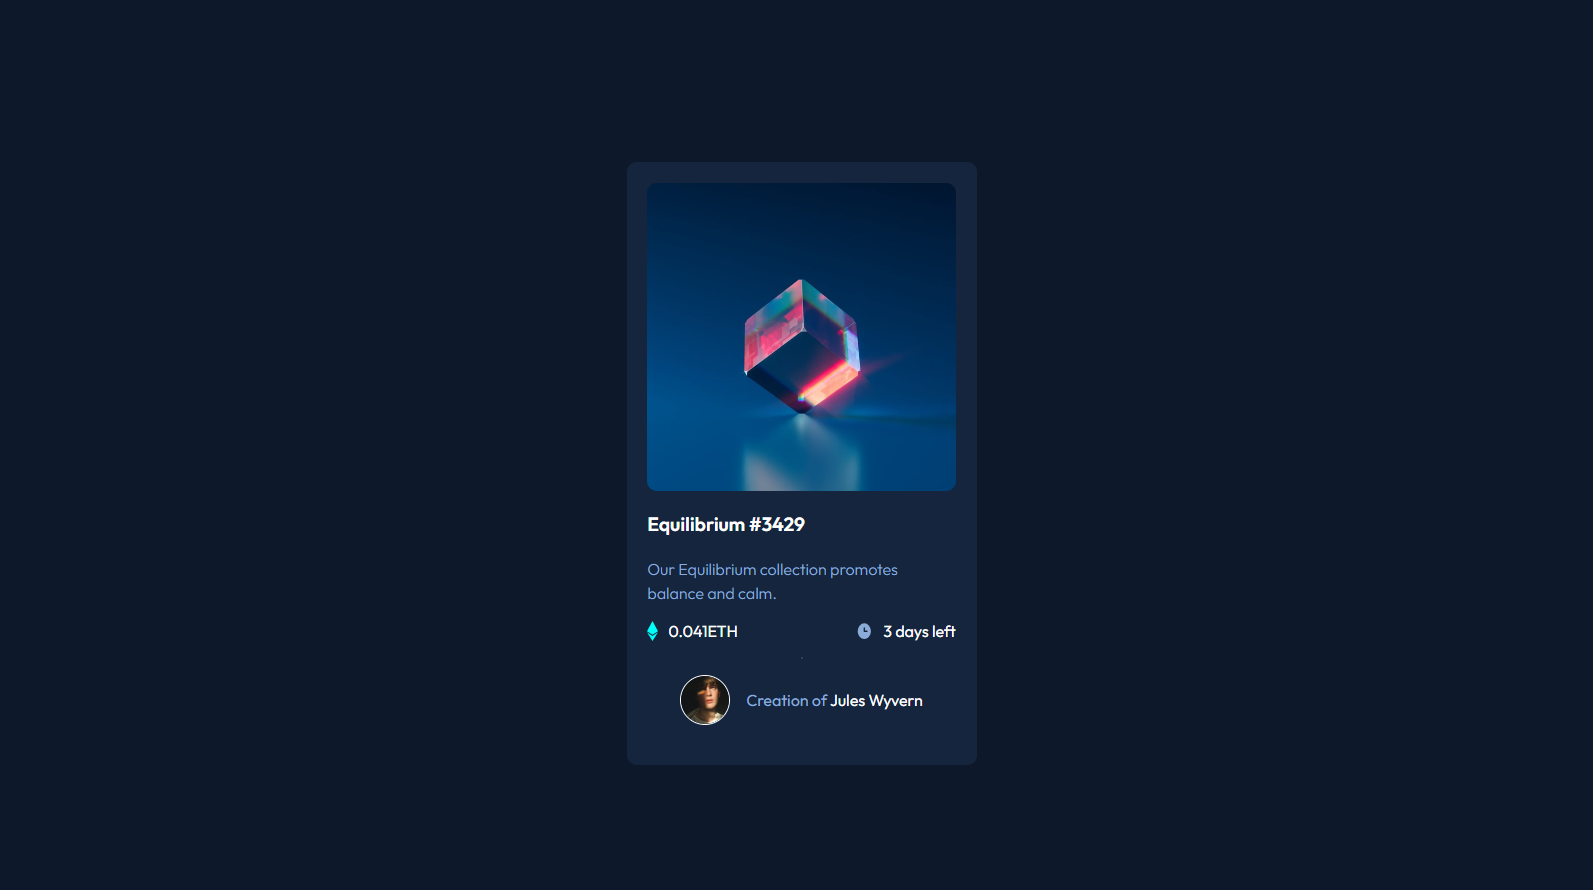 Equilibrium #3429
Our Equilibrium collection promotes
balance and calm.
0.041ETH 3 days left
Creation of Jules Wyvern